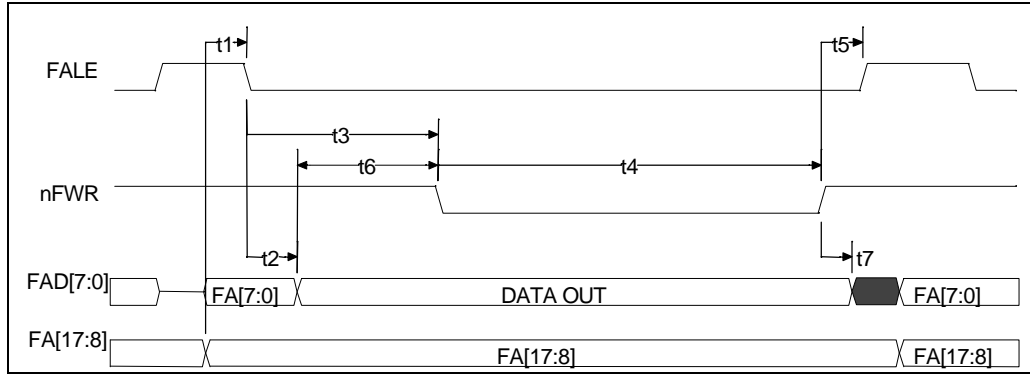 t1
t5
FALE
t3
t6
t4
nFWR
t2
t7
FAD[7:0]
FA[7:0]
DATA OUT
FA[7:0]
FA[17:8]
FA[17:8]
FA[17:8]